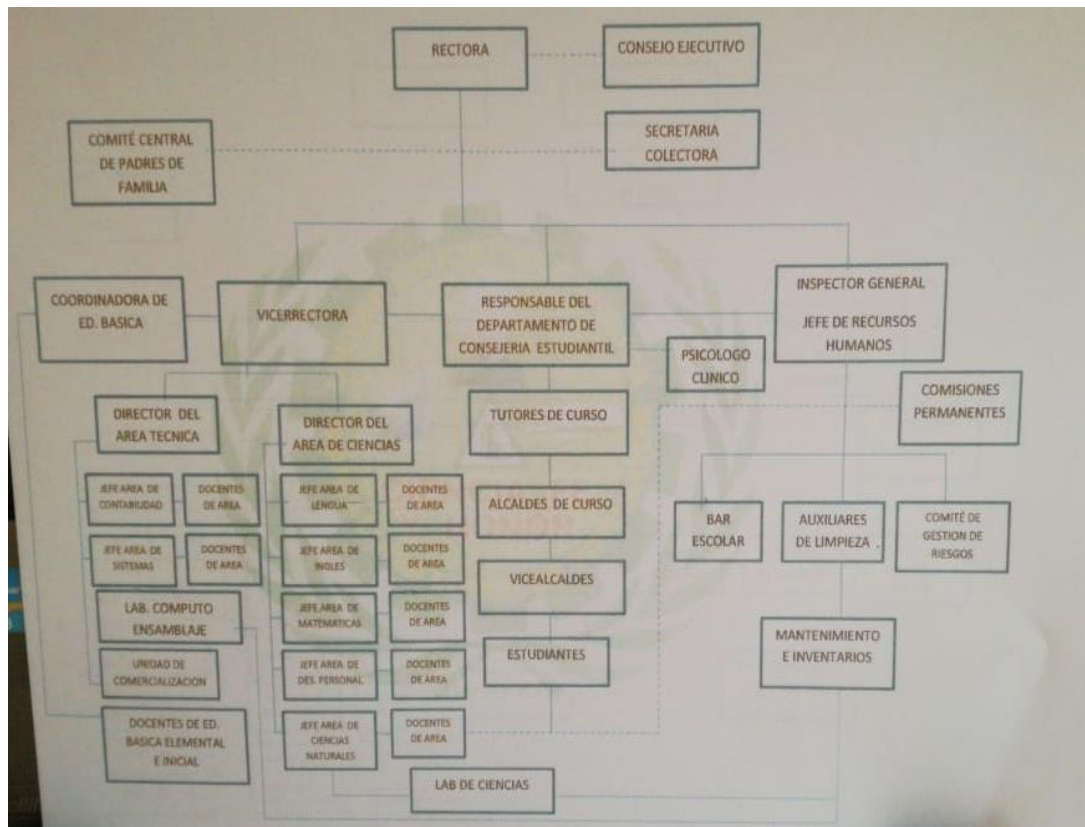 RECTORA
CONSEJO EJECUTIVO
COMITÉ CENTRAL
DE PADRES DE
FAMILIA
SECRETARIA
COLECTORA
COORDINADORA DE
ED. BASICA
VICERRECTORA
RESPONSABLE DEL
DEPARTAMENTO DE
CONSEJERIA ESTUDIANTIL
INSPECTOR GENERAL
JEFE DE RECURSOS
HUMANOS
PSICOLOGO
CLINICO
COMISIONES
PERMANENTES
DIRECTOR DEL
AREA TECNICA
DIRECTOR DEL
AREA DE CIENCIAS
TUTORES DE CURSO
JEFE AREA DE
CONTABILIDAD
DOCENTES
DE AREA
JEFE AREA DE
LENGUA
DOCENTES
DE AREA
ALCALDES DE CURSO
BAR
ESCOLAR
AUXILIARES
DE LIMPIEZA .
COMITÉ DE
GESTION DE
RIESGOS
JEFE AREA DE
SISTEMAS
DOCENTES
DE AREA
JEFE AREA DE
INGLES
DOCENTES
DE AREA
VICEALCALDES
LAB. COMPUTO
ENSAMBLAJE
JEFE AREA DE
MATEMATICAS
DOCENTES
DE AREA
ESTUDIANTES
MANTENIMIENTO
E INVENTARIOS
UNIDAD DE
COMERCIALIZACION
JEFE AREA DE
DES. PERSONAL
DOCENTES
DE AREA
DOCENTES DE ED.
BASICA ELEMENTAL
E INICIAL
JEFE AREA DE
CIENCIAS
NATURALES
DOCENTES
DE AREA
LAB DE CIENCIAS